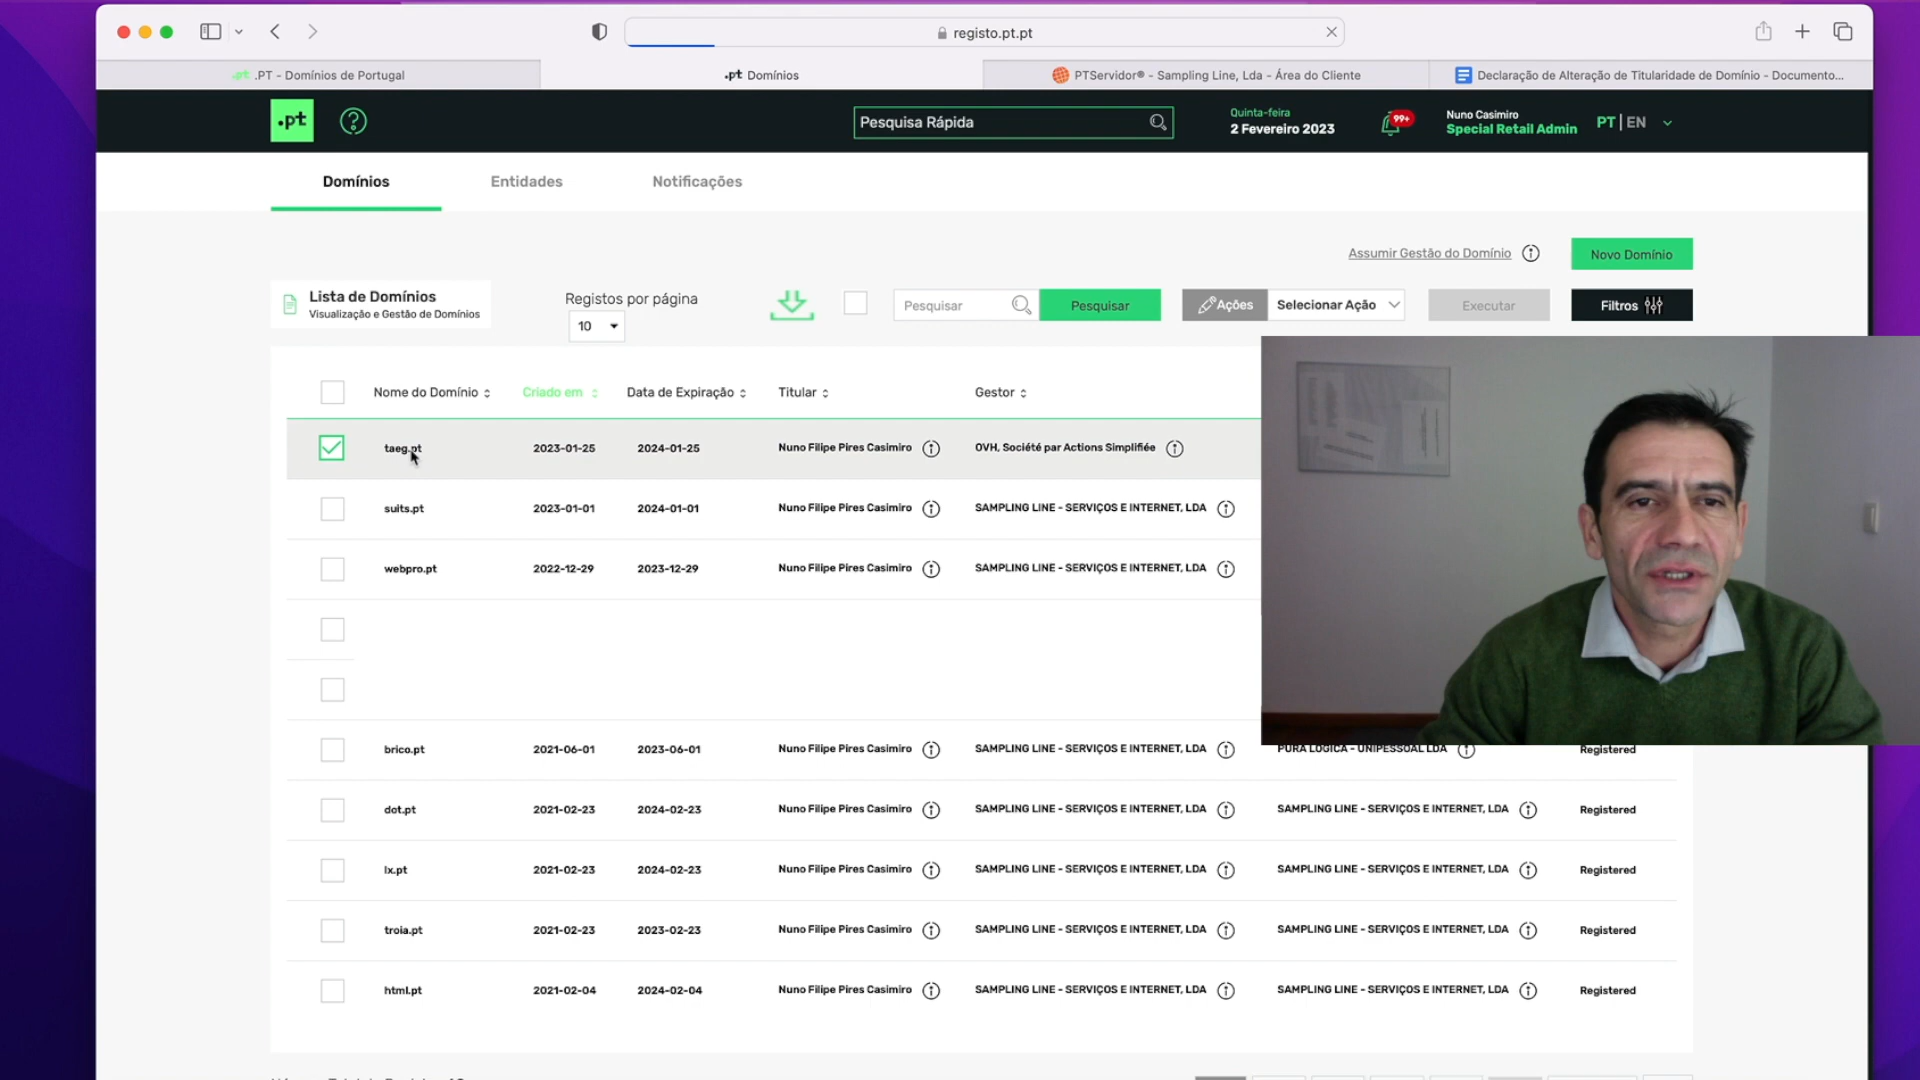 registo.pt.pt
.pt .PT - Domínios de Portugal
.pt Domínios
PTServidor® - Sampling Line, Lda - Área do Cliente
Declaração de Alteração de Titularidade de Domínio - Documento...
.pt
?
Pesquisa Rápida
Quinta-feira
2 Fevereiro 2023
99+
Nuno Casimiro
Special Retail Admin
PT | EN
Domínios
Entidades
Notificações
Assumir Gestão do Domínio
Novo Domínio
Lista de Domínios
Visualização e Gestão de Domínios
Registos por página
10
Pesquisar
Pesquisar
Ações
Selecionar Ação
Executar
Filtros
Nome do Domínio Criado em Data de Expiração Titular Gestor
taeg.pt 2023-01-25 2024-01-25 Nuno Filipe Pires Casimiro OVH, Société par Actions Simplifiée
suits.pt 2023-01-01 2024-01-01 Nuno Filipe Pires Casimiro SAMPLING LINE - SERVIÇOS E INTERNET, LDA
webpro.pt 2022-12-29 2023-12-29 Nuno Filipe Pires Casimiro SAMPLING LINE - SERVIÇOS E INTERNET, LDA
brico.pt 2021-06-01 2023-06-01 Nuno Filipe Pires Casimiro SAMPLING LINE - SERVIÇOS E INTERNET, LDA PURA LOGICA - UNIPESSOAL LDA Registered
dot.pt 2021-02-23 2024-02-23 Nuno Filipe Pires Casimiro SAMPLING LINE - SERVIÇOS E INTERNET, LDA SAMPLING LINE - SERVIÇOS E INTERNET, LDA Registered
lx.pt 2021-02-23 2024-02-23 Nuno Filipe Pires Casimiro SAMPLING LINE - SERVIÇOS E INTERNET, LDA SAMPLING LINE - SERVIÇOS E INTERNET, LDA Registered
troia.pt 2021-02-23 2023-02-23 Nuno Filipe Pires Casimiro SAMPLING LINE - SERVIÇOS E INTERNET, LDA SAMPLING LINE - SERVIÇOS E INTERNET, LDA Registered
html.pt 2021-02-04 2024-02-04 Nuno Filipe Pires Casimiro SAMPLING LINE - SERVIÇOS E INTERNET, LDA SAMPLING LINE - SERVIÇOS E INTERNET, LDA Registered